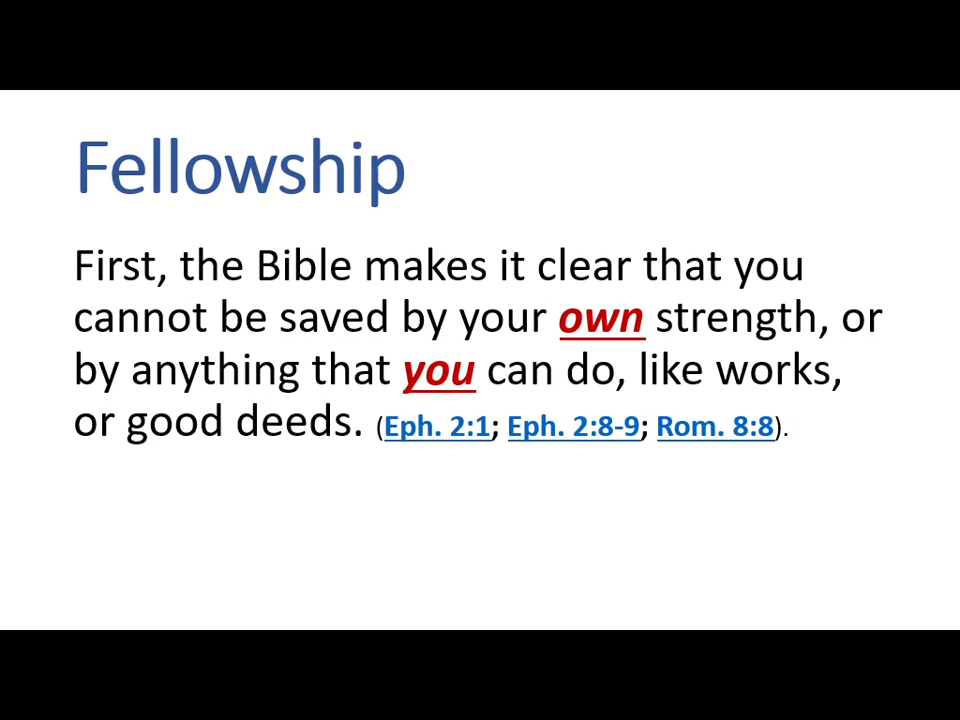 Fellowship
First, the Bible makes it clear that you
cannot be saved by your own strength, or
by anything that you can do, like works,
or good deeds. (Eph. 2:1; Eph. 2:8-9; Rom. 8:8).